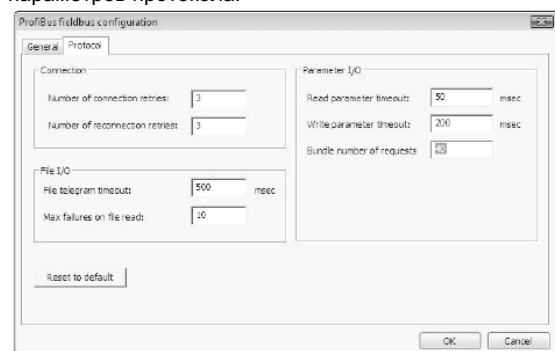 параметров протокола.
ProfiBus fieldbus configuration
General Protocol
Connection
Number of connection retries: 3
Number of reconnection retries: 3
File I/O
File telegram timeout: 500 msec
Max failures on file read: 10
Reset to default
Parameter I/O
Read parameter timeout: 50 msec
Write parameter timeout: 200 msec
Bundle number of requests
OK Cancel